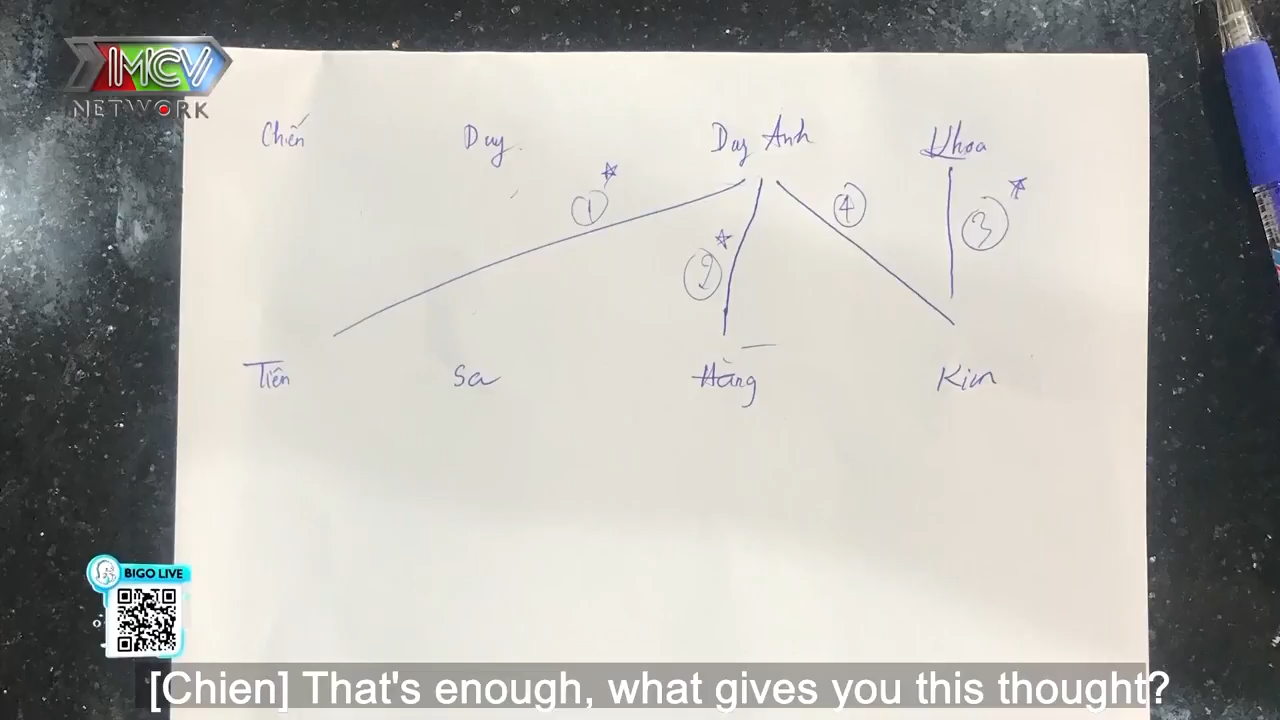 MCV
NETWORK
Chiến Duy. Duy Anh Khoa
1 2 4 3
Tiên Sa Hằng Kim
BIGO LIVE
[Chien] That's enough, what gives you this thought?